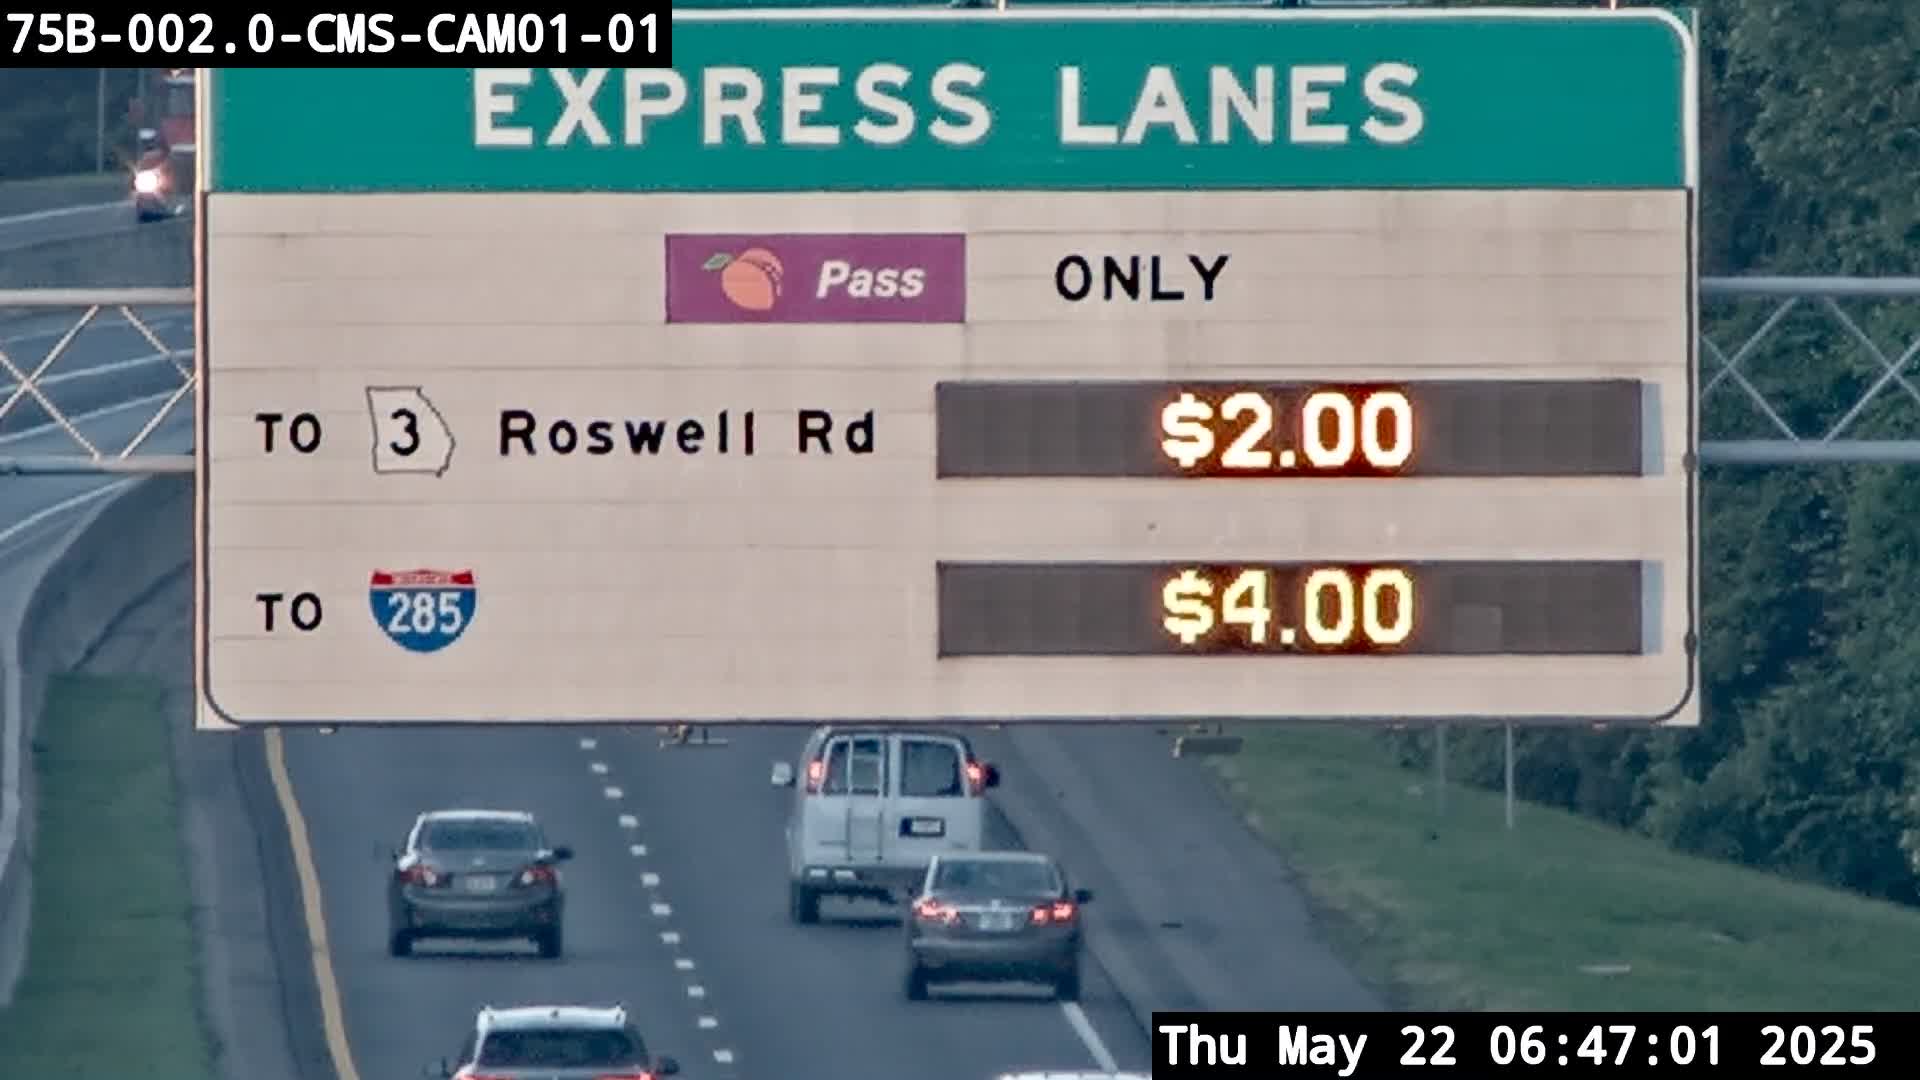 75B-002.0-CMS-CAM01-01
EXPRESS LANES
Pass ONLY
TO 3 Roswell Rd $2.00
TO 285 $4.00
Thu May 22 06:47:01 2025